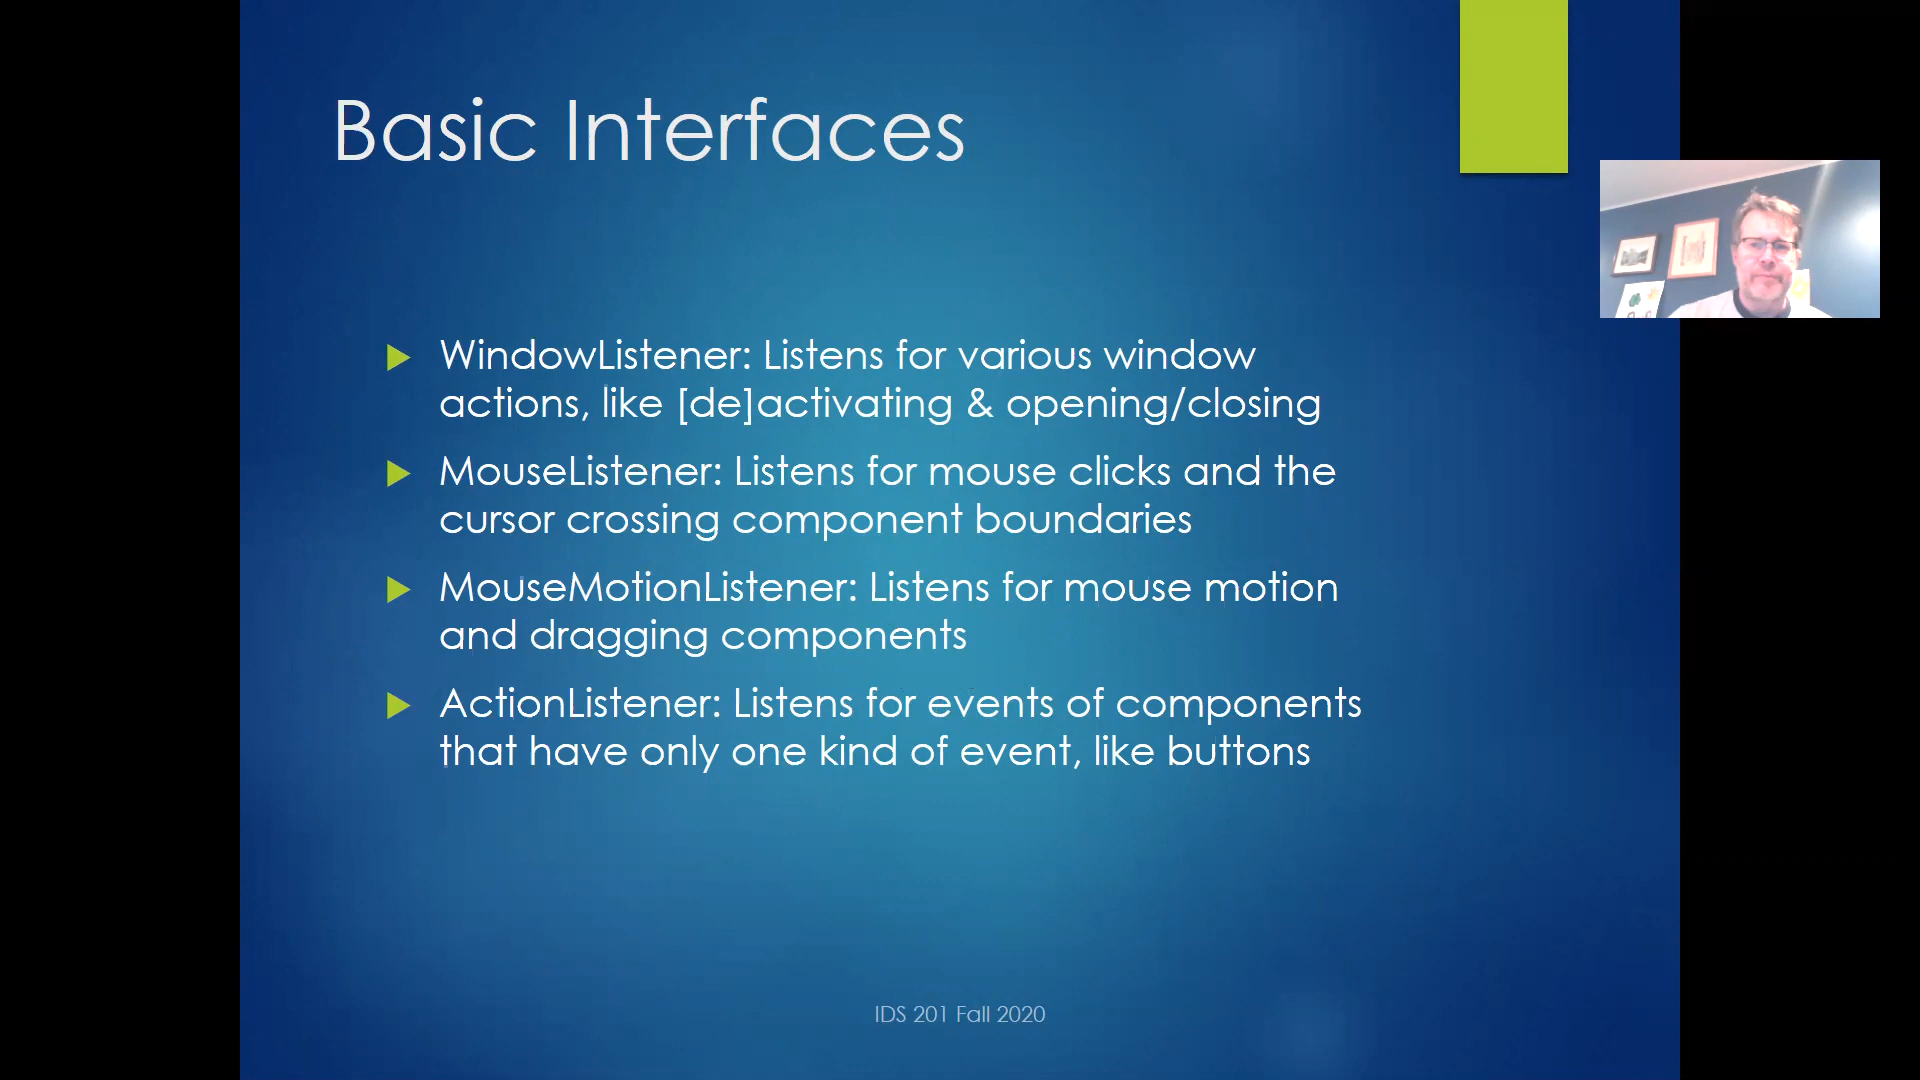 Basic Interfaces
WindowListener: Listens for various window
actions, like [de]activating & opening/closing
MouseListener: Listens for mouse clicks and the
cursor crossing component boundaries
MouseMotionListener: Listens for mouse motion
and dragging components
ActionListener: Listens for events of components
that have only one kind of event, like buttons
IDS 201 Fall 2020